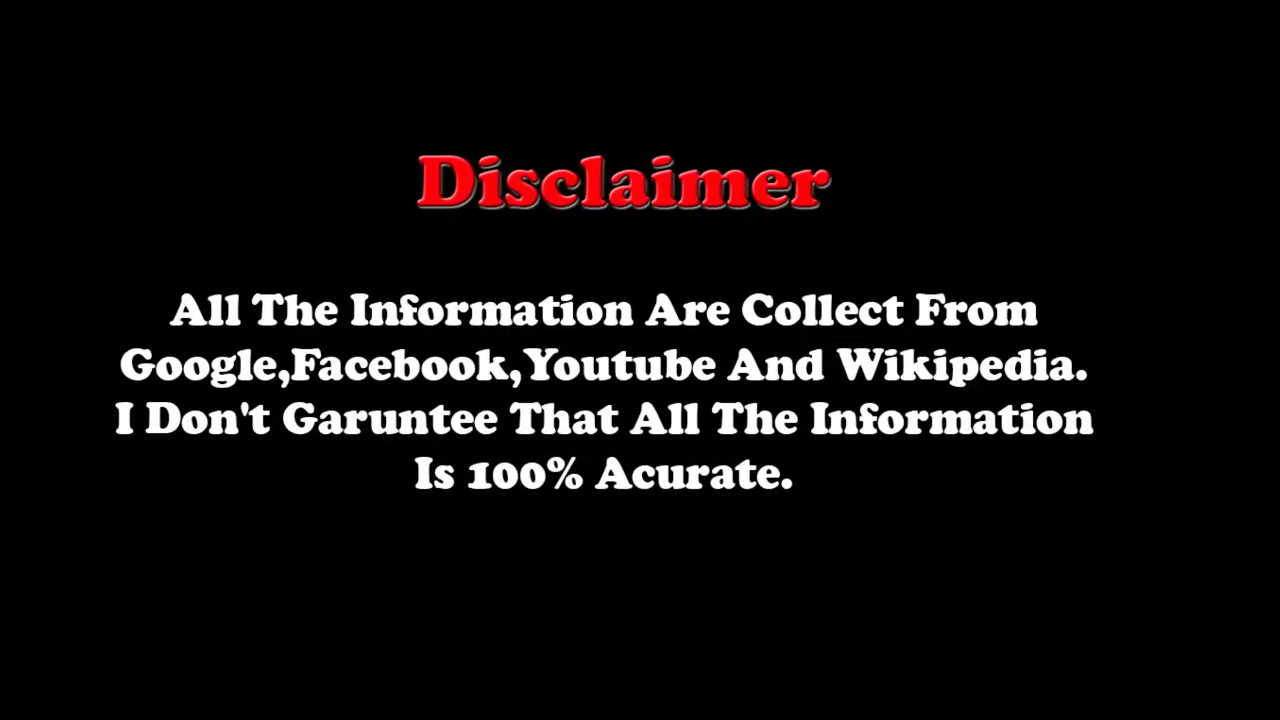 Disclaimer
All The Information Are Collect From
Google,Facebook,Youtube And Wikipedia.
I Don't Garuntee That All The Information
Is 100% Acurate.